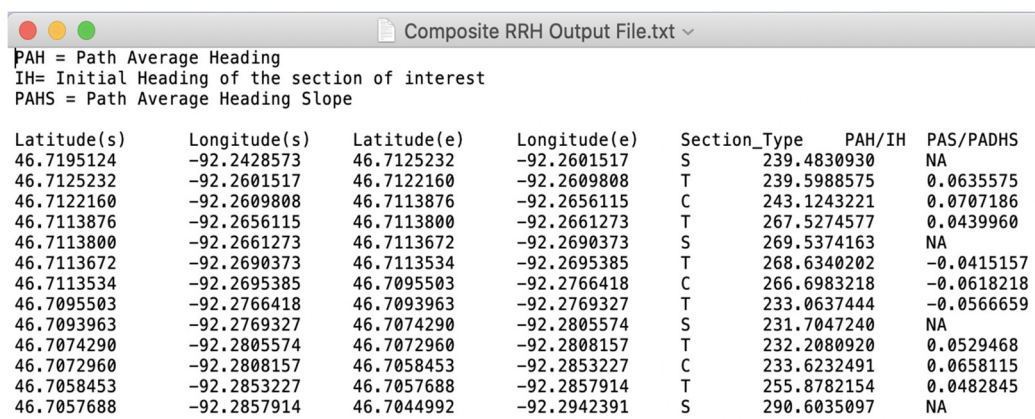 Composite RRH Output File.txt
PAH = Path Average Heading
IH= Initial Heading of the section of interest
PAHS = Path Average Heading Slope
Latitude(s) Longitude(s) Latitude(e) Longitude(e) Section_Type PAH/IH PAS/PADHS
46.7195124 -92.2428573 46.7125232 -92.2601517 S 239.4830930 NA
46.7125232 -92.2601517 46.7122160 -92.2609808 T 239.5988575 0.0635575
46.7122160 -92.2609808 46.7113876 -92.2656115 C 243.1243221 0.0707186
46.7113876 -92.2656115 46.7113800 -92.2661273 T 267.5274577 0.0439960
46.7113800 -92.2661273 46.7113672 -92.2690373 S 269.5374163 NA
46.7113672 -92.2690373 46.7113534 -92.2695385 T 268.6340202 -0.0415157
46.7113534 -92.2695385 46.7095503 -92.2766418 C 266.6983218 -0.0618218
46.7095503 -92.2766418 46.7093963 -92.2769327 T 233.0637444 -0.0566659
46.7093963 -92.2769327 46.7074290 -92.2805574 S 231.7047240 NA
46.7074290 -92.2805574 46.7072960 -92.2808157 T 232.2080920 0.0529468
46.7072960 -92.2808157 46.7058453 -92.2853227 C 233.6232491 0.0658115
46.7058453 -92.2853227 46.7057688 -92.2857914 T 255.8782154 0.0482845
46.7057688 -92.2857914 46.7044992 -92.2942391 S 290.6035097 NA